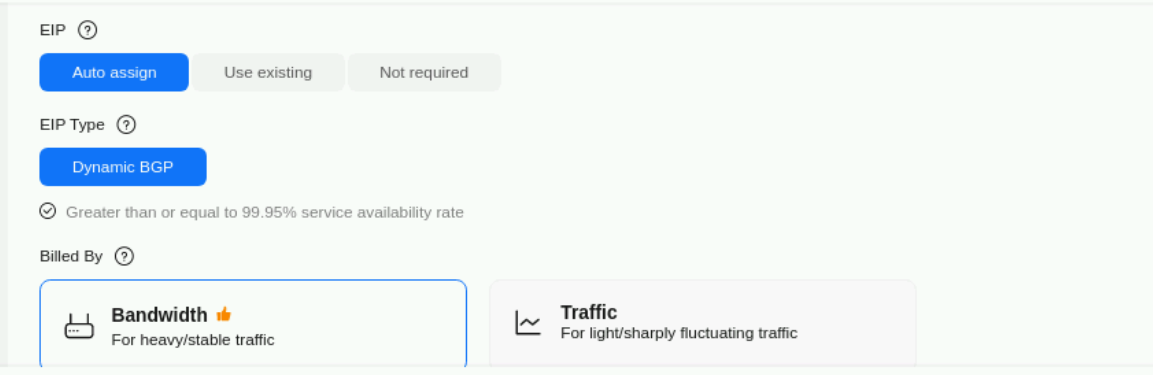 EIP ?
Auto assign Use existing Not required
EIP Type ?
Dynamic BGP
Greater than or equal to 99.95% service availability rate
Billed By ?
Bandwidth
For heavy/stable traffic
Traffic
For light/sharply fluctuating traffic